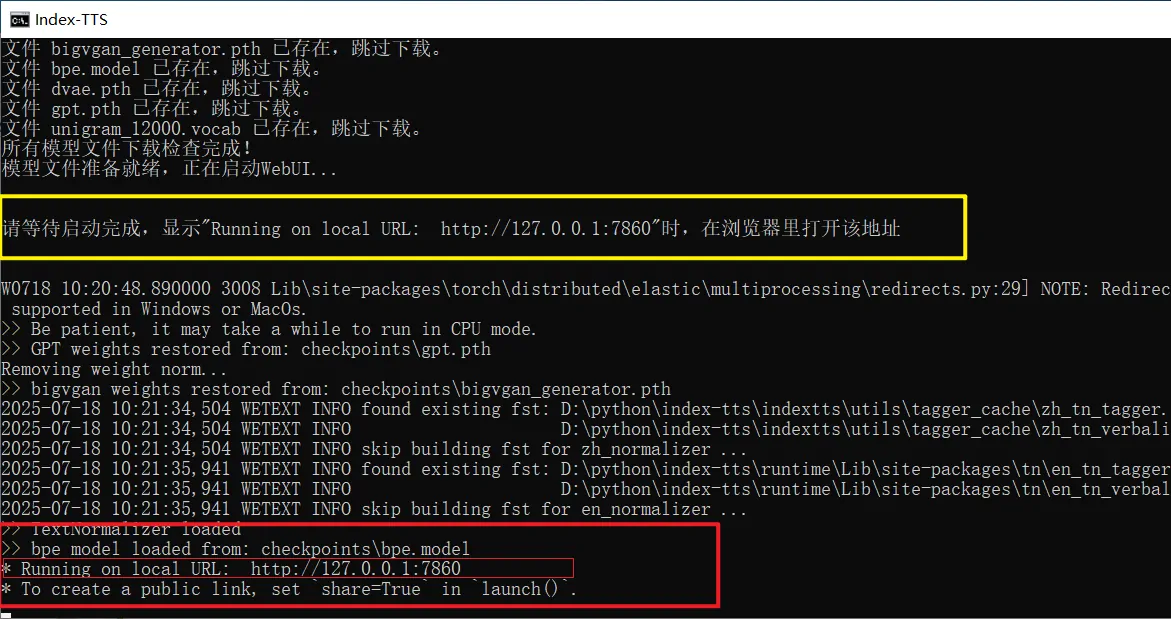 Index-TTS
文件 bigvgan_generator.pth 已存在，跳过下载。
文件 bpe.model 已存在，跳过下载。
文件 dvae.pth 已存在，跳过下载。
文件 gpt.pth 已存在，跳过下载。
文件 unigram_12000.vocab 已存在，跳过下载。
所有模型文件下载检查完成！
模型文件准备就绪，正在启动WebUI...
请等待启动完成，显示"Running on local URL:  http://127.0.0.1:7860"时，在浏览器里打开该地址
W0718 10:20:48.890000 3008 Lib\site-packages\torch\distributed\elastic\multiprocessing\redirects.py:29] NOTE: Redirec
supported in Windows or MacOs.
>> Be patient, it may take a while to run in CPU mode.
>> GPT weights restored from: checkpoints\gpt.pth
Removing weight norm...
>> bigvgan weights restored from: checkpoints\bigvgan_generator.pth
2025-07-18 10:21:34,504 WETEXT INFO found existing fst: D:\python\index-tts\indextts\utils\tagger_cache\zh_tn_tagger.
2025-07-18 10:21:34,504 WETEXT INFO                     D:\python\index-tts\indextts\utils\tagger_cache\zh_tn_verbali
2025-07-18 10:21:34,504 WETEXT INFO skip building fst for zh_normalizer ...
2025-07-18 10:21:35,941 WETEXT INFO found existing fst: D:\python\index-tts\runtime\Lib\site-packages\tn\en_tn_tagger
2025-07-18 10:21:35,941 WETEXT INFO                     D:\python\index-tts\runtime\Lib\site-packages\tn\en_tn_verbal
2025-07-18 10:21:35,941 WETEXT INFO skip building fst for en_normalizer ...
>> TextNormalizer loaded
>> bpe model loaded from: checkpoints\bpe.model
* Running on local URL:  http://127.0.0.1:7860
* To create a public link, set `share=True` in `launch()`.